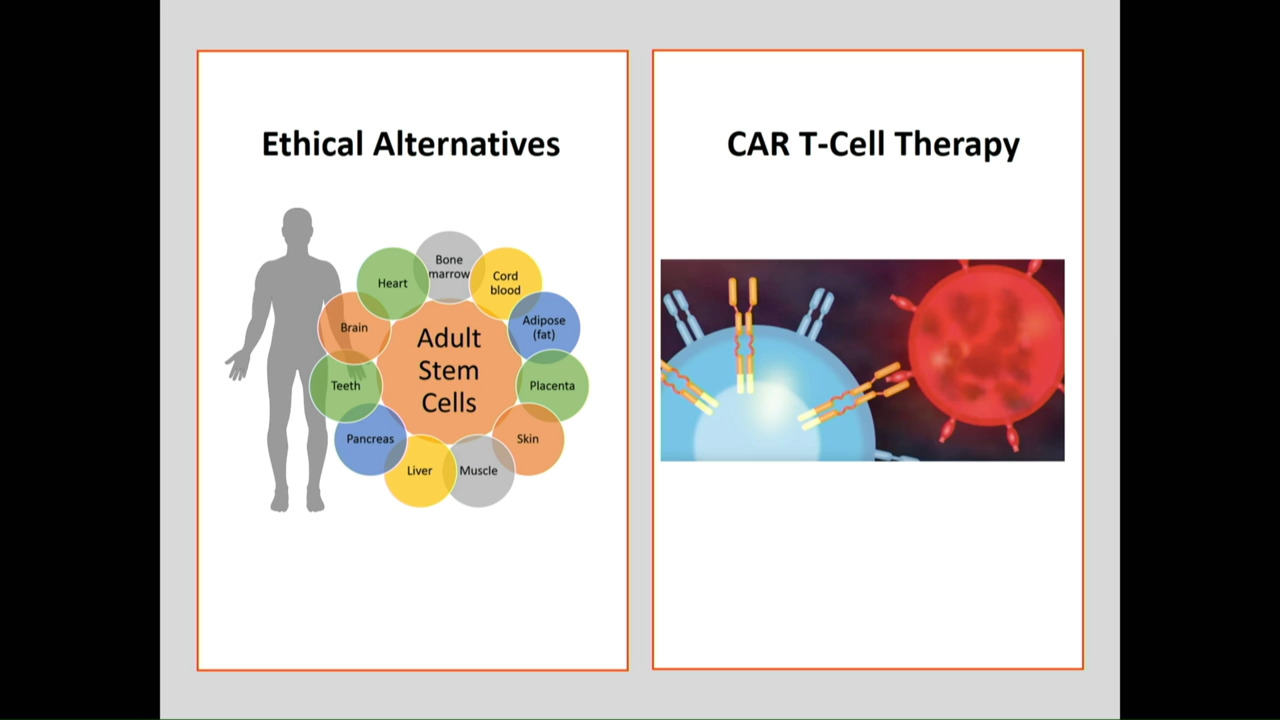 Ethical Alternatives
Bone
marrow
Cord
blood
Adipose
(fat)
Placenta
Skin
Muscle
Liver
Pancreas
Teeth
Brain
Heart
Adult
Stem
Cells
CAR T-Cell Therapy